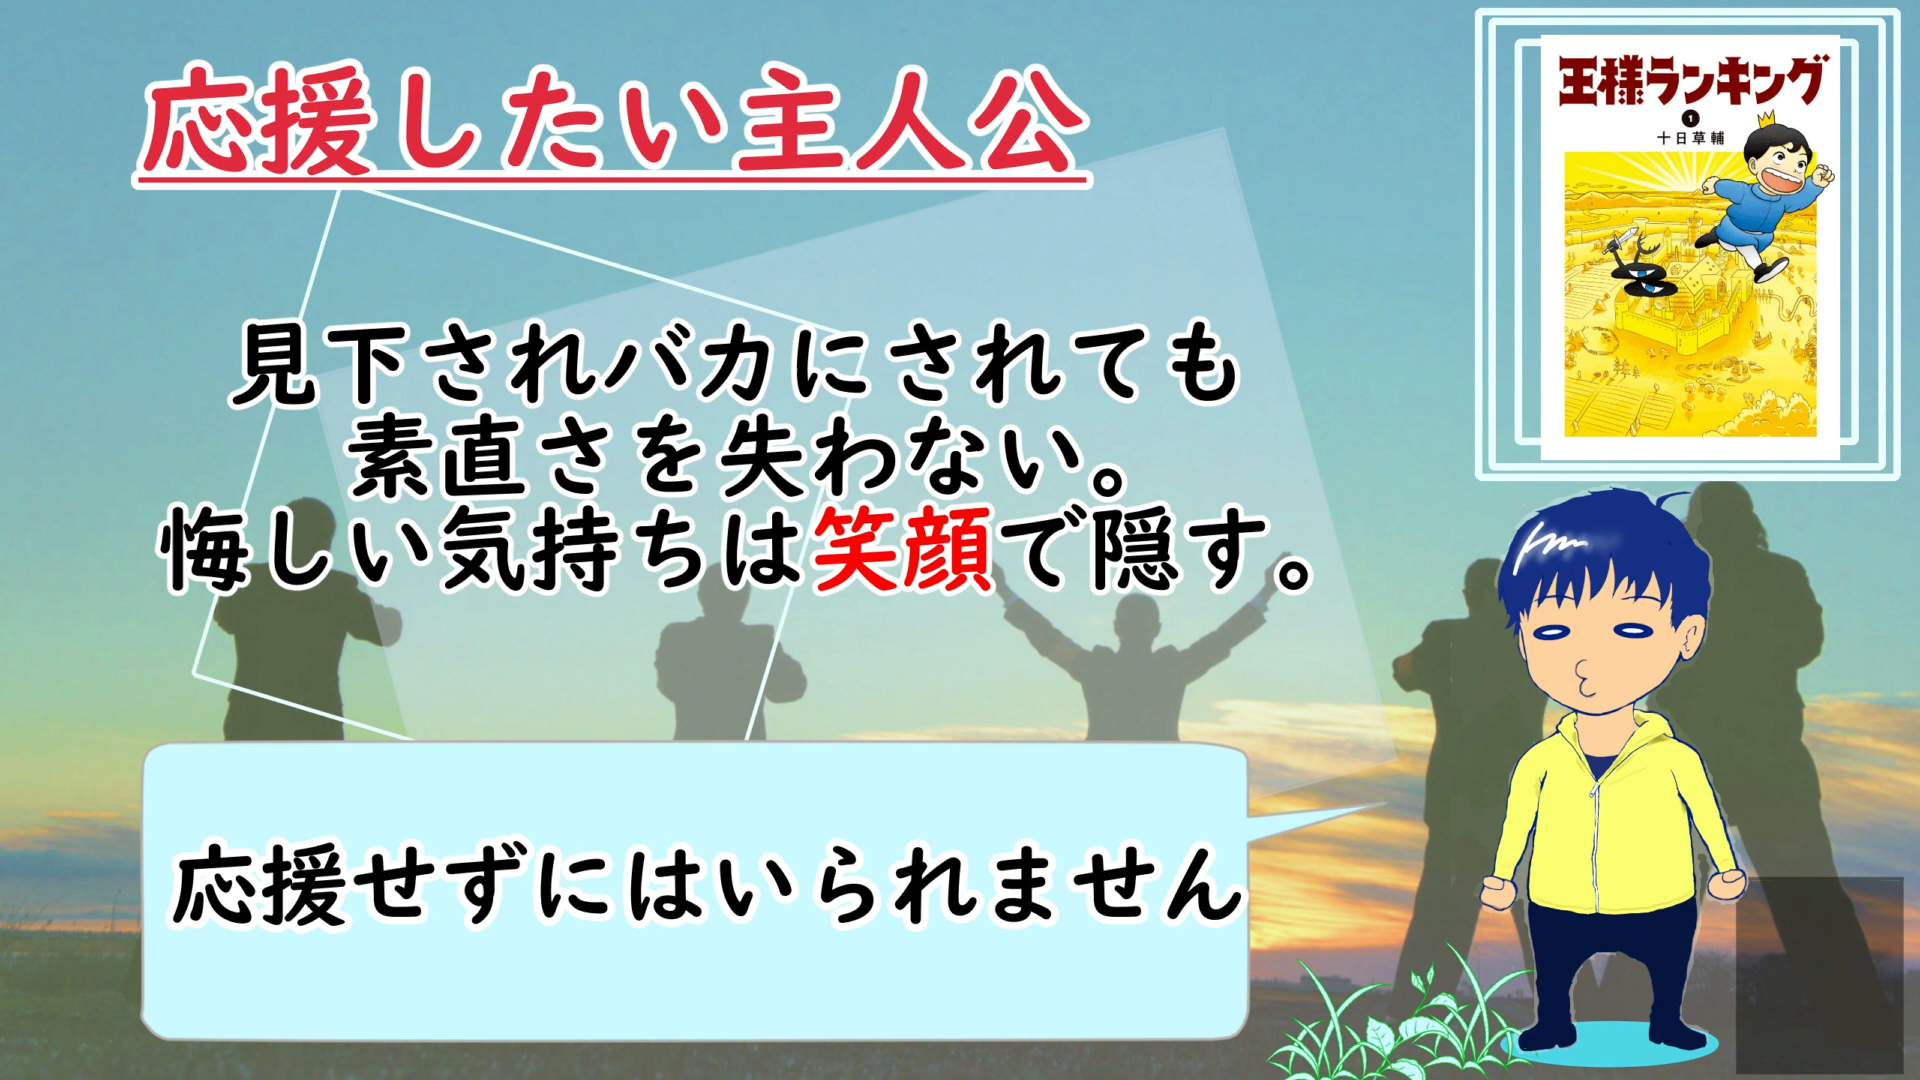 応援したい主人公
王様ランキング
1
十日草輔
見下されバカにされても
素直さを失わない。
悔しい気持ちは笑顔で隠す。
応援せずにはいられません